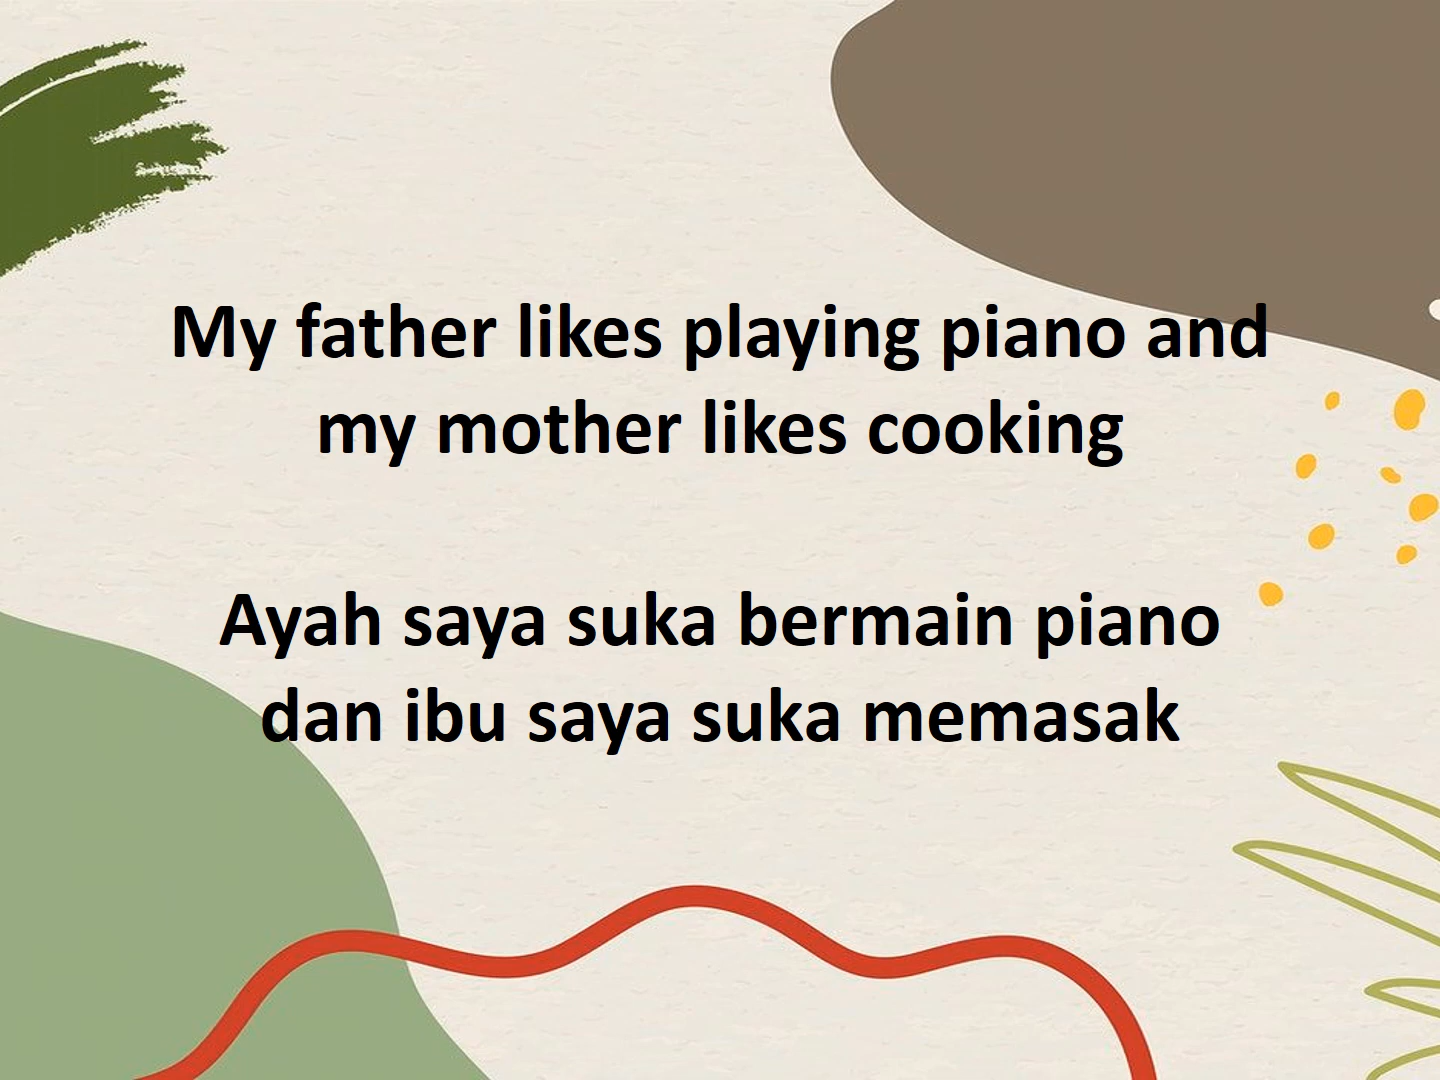 My father likes playing piano and
my mother likes cooking
Ayah saya suka bermain piano
dan ibu saya suka memasak